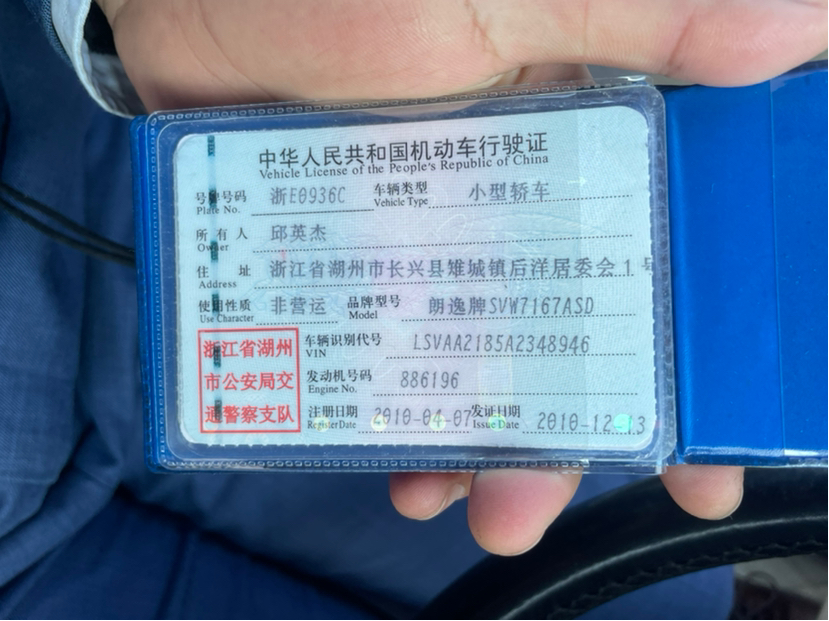 中华人民共和国机动车行驶证
Vehicle License of the People's Republic of China
号牌号码 浙E0936C 车辆类型 小型轿车
Plate No. Vehicle Type
所有人 邱英杰
Owner
住址 浙江省湖州市长兴县雉城镇后洋居委会1号
Address
使用性质 非营运 品牌型号 朗逸牌SVW7167ASD
Use Character Model
浙江省湖州
市公安局交
通警察支队
车辆识别代号 LSVAA2185A2348946
VIN
发动机号码 886196
Engine No.
注册日期 2010-04-07 发证日期 2010-12-13
Register Date Issue Date